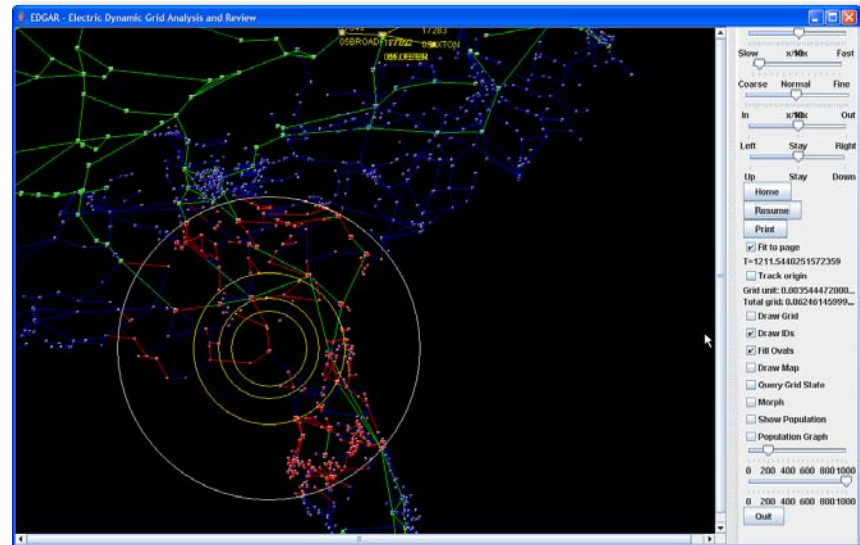 EDGAR - Electric Dynamic Grid Analysis and Review
17283
05BROADF
Slow x/10x Fast
Coarse Normal Fine
In x/10x Out
Left Stay Right
Up Stay Down
Home
Resume
Print
Fit to page
T=1211.5440251572359
Track origin
Grid unit: 0.003544472000...
Total grid: 0.06246145999...
Draw Grid
Draw IDs
Fill Ovals
Draw Map
Query Grid State
Morph
Show Population
Population Graph
0 200 400 600 800 1000
0 200 400 600 800 1000
Quit